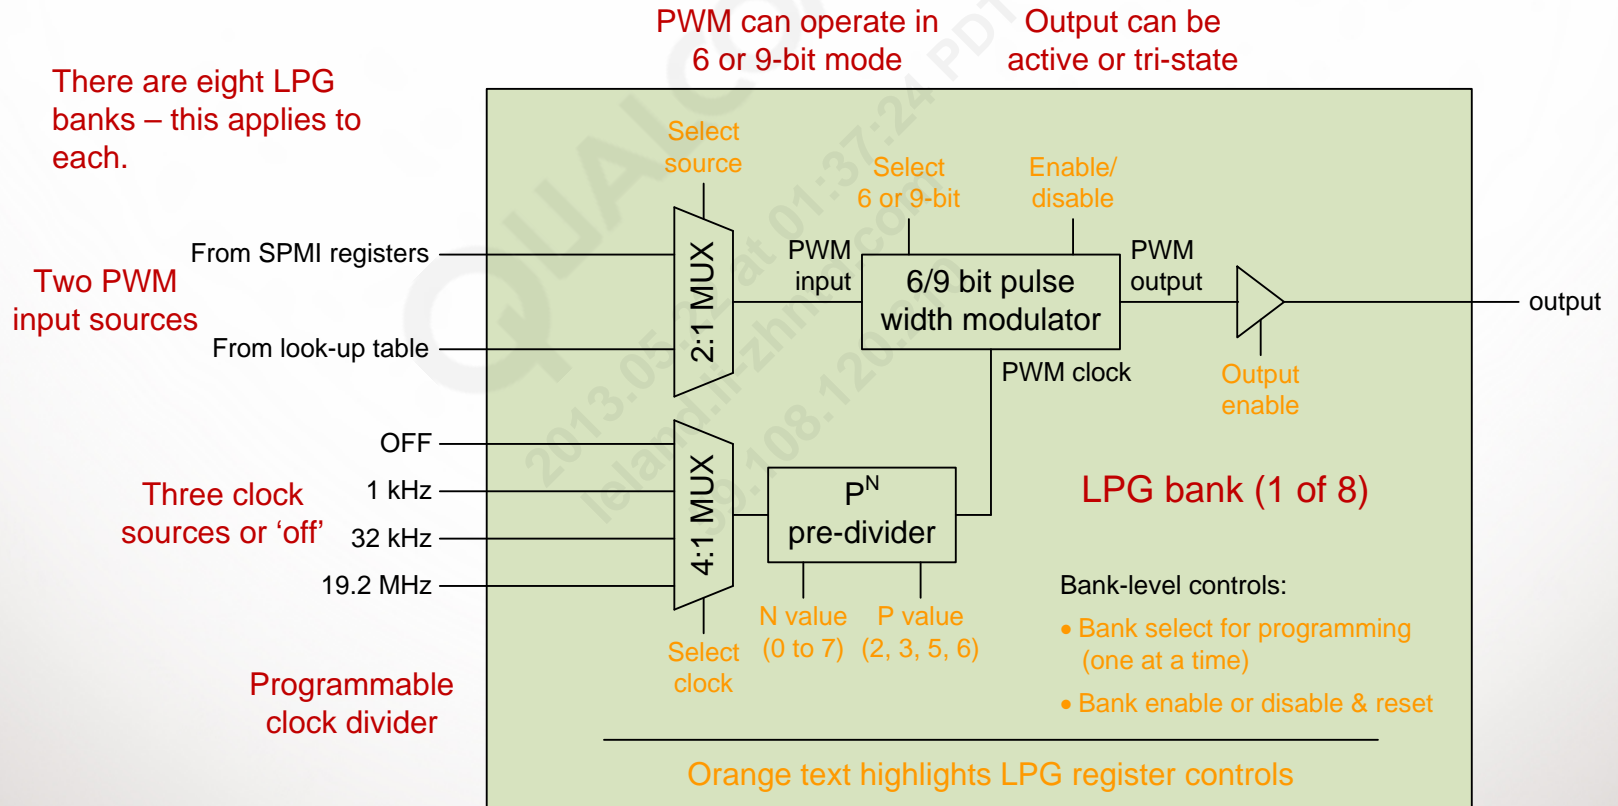 PWM can operate in
6 or 9-bit mode
Output can be
active or tri-state
There are eight LPG
banks – this applies to
each.
Select
source
Select
6 or 9-bit
Enable/
disable
From SPMI registers
Two PWM
input sources
From look-up table
2:1 MUX
PWM
input
6/9 bit pulse
width modulator
PWM
output
output
PWM clock
Output
enable
OFF
1 kHz
32 kHz
19.2 MHz
Three clock
sources or ‘off’
4:1 MUX
P^N
pre-divider
LPG bank (1 of 8)
N value
(0 to 7)
P value
(2, 3, 5, 6)
Select
clock
Programmable
clock divider
Bank-level controls:
• Bank select for programming
(one at a time)
• Bank enable or disable & reset
Orange text highlights LPG register controls